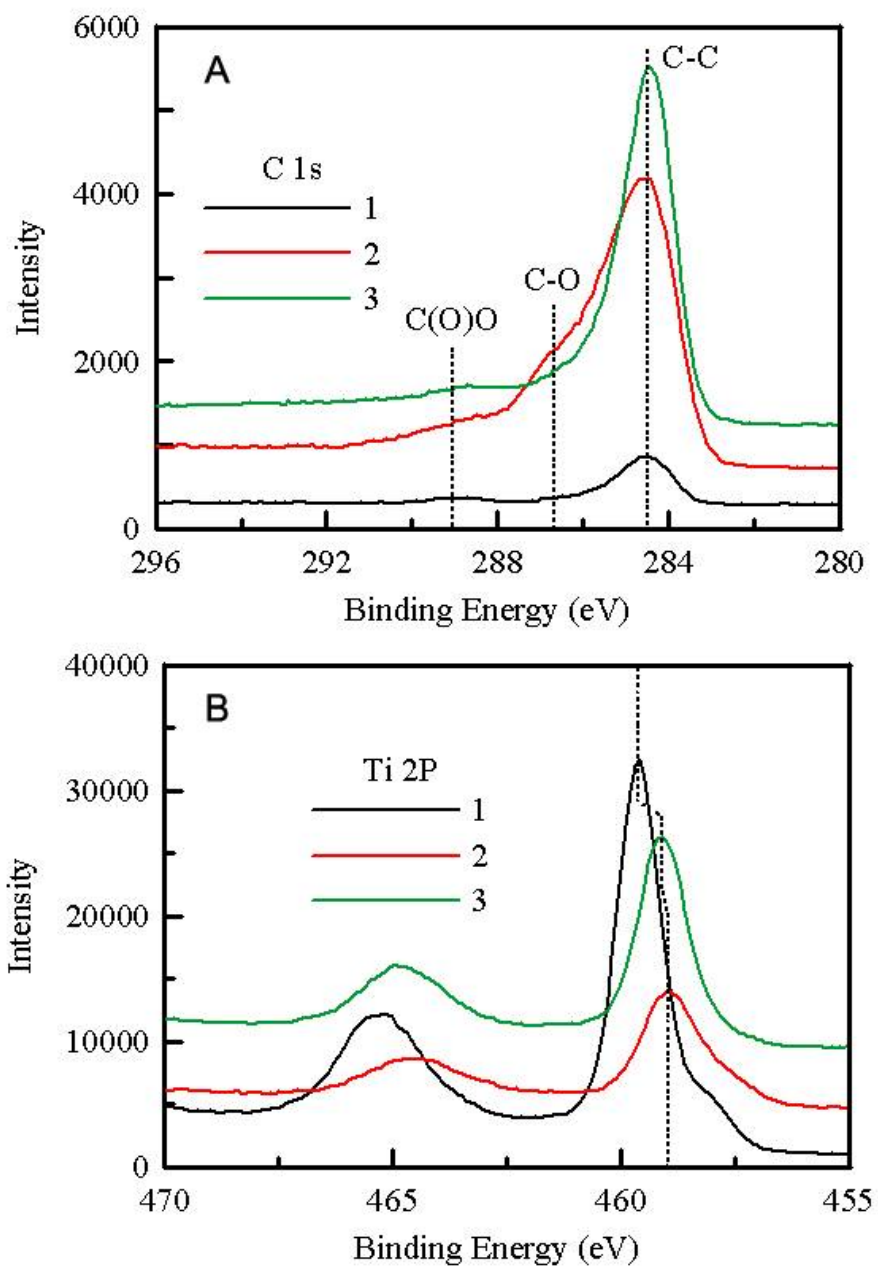 6000
A
C-C
C 1s
4000
1
2
C-O
3
C(O)O
2000
0
296
292
288
284
280
Intensity
Binding Energy (eV)
40000
B
Ti 2P
30000
1
2
3
20000
10000
0
470
465
460
455
Intensity
Binding Energy (eV)